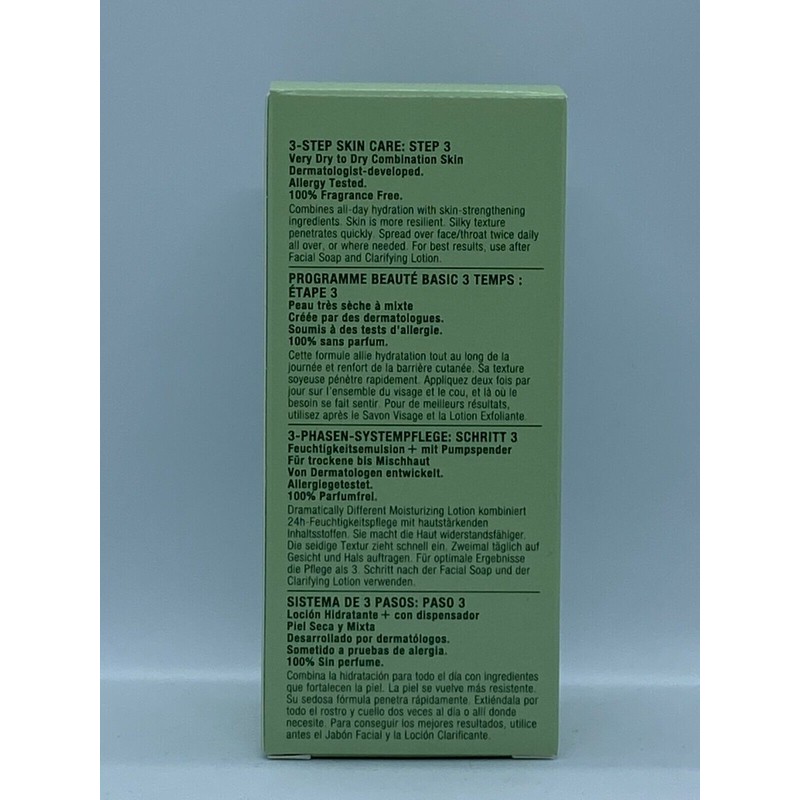 3-STEP SKIN CARE: STEP 3
Very Dry to Dry Combination Skin
Dermatologist-developed.
Allergy Tested.
100% Fragrance Free.
Combines all-day hydration with skin-strengthening
ingredients. Skin is more resilient. Silky texture
penetrates quickly. Spread over face/throat twice daily
all over, or where needed. For best results, use after
Facial Soap and Clarifying Lotion.
PROGRAMME BEAUTÉ BASIC 3 TEMPS :
ÉTAPE 3
Peau très sèche à mixte
Créée par des dermatologues.
Soumis à des tests d'allergie.
100% sans parfum.
Cette formule allie hydratation tout au long de la
journée et renfort de la barrière cutanée. Sa texture
soyeuse pénètre rapidement. Appliquez deux fois par
jour sur l'ensemble du visage et le cou, et là où le
besoin se fait sentir. Pour de meilleurs résultats,
utilisez après le Savon Visage et la Lotion Exfoliante.
3-PHASEN-SYSTEMPFLEGE: SCHRITT 3
Feuchtigkeitsemulsion + mit Pumpspender
Für trockene bis Mischhaut
Von Dermatologen entwickelt.
Allergiegetestet.
100% Parfumfrei.
Dramatically Different Moisturizing Lotion kombiniert
24h-Feuchtigkeitspflege mit hautstärkenden
Inhaltsstoffen. Sie macht die Haut widerstandsfähiger.
Die seidige Textur zieht schnell ein. Zweimal täglich auf
Gesicht und Hals auftragen. Für optimale Ergebnisse
die Pflege als 3. Schritt nach der Facial Soap und der
Clarifying Lotion verwenden.
SISTEMA DE 3 PASOS: PASO 3
Loción Hidratante + con dispensador
Piel Seca y Mixta
Desarrollado por dermatólogos.
Sometido a pruebas de alergia.
100% Sin perfume.
Combina la hidratación para todo el día con ingredientes
que fortalecen la piel. La piel se vuelve más resistente.
Su sedosa fórmula penetra rápidamente. Extiéndala por
todo el rostro y cuello dos veces al día o allí donde
necesite. Para conseguir los mejores resultados, utilice
antes el Jabón Facial y la Loción Clarificante.